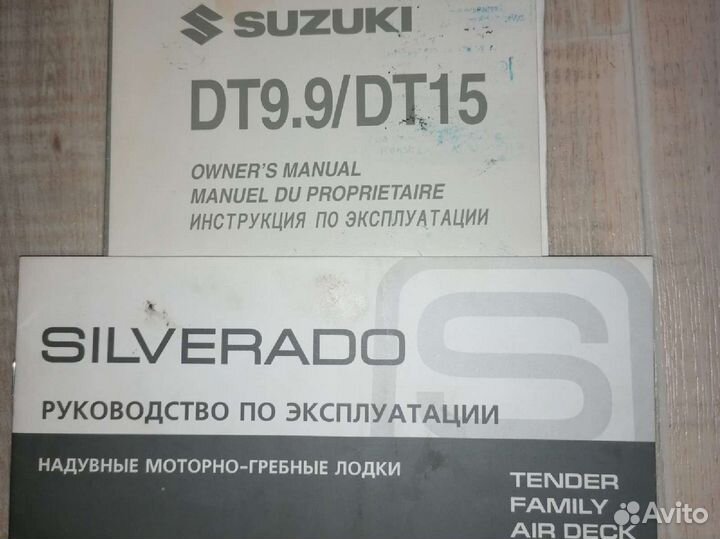 SUZUKI
DT9.9/DT15
OWNER'S MANUAL
MANUEL DU PROPRIETAIRE
ИНСТРУКЦИЯ ПО ЭКСПЛУАТАЦИИ
SILVERADO
РУКОВОДСТВО ПО ЭКСПЛУАТАЦИИ
НАДУВНЫЕ МОТОРНО-ГРЕБНЫЕ ЛОДКИ
TENDER
FAMILY
AIR DECK
Avito